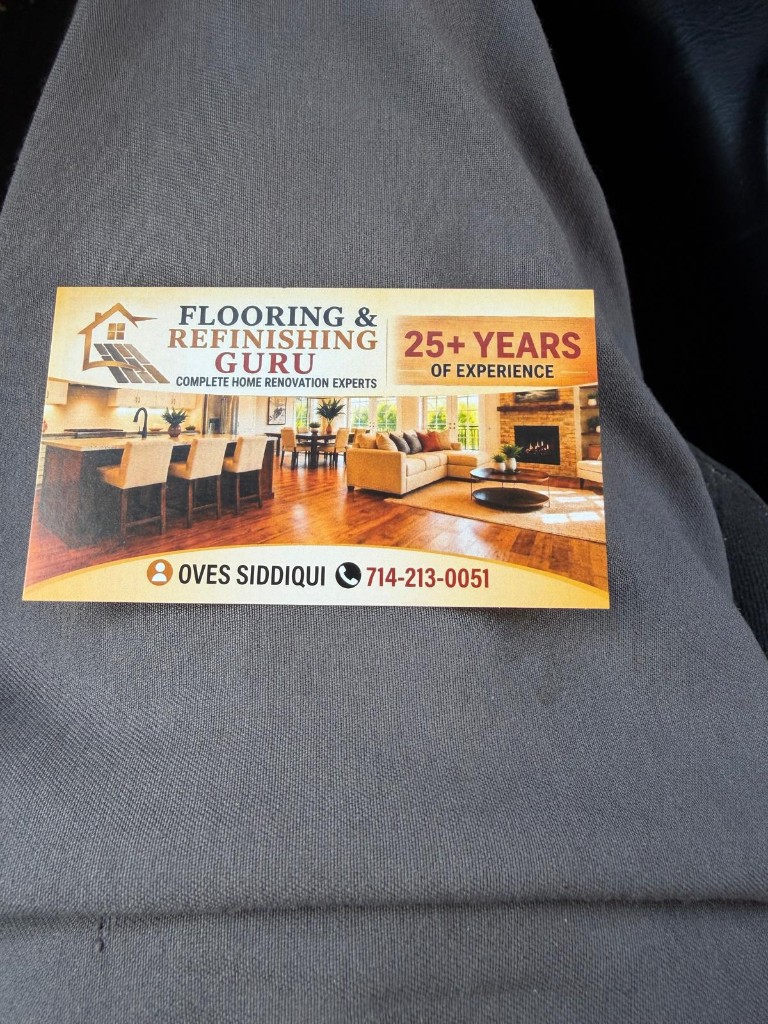 FLOORING &
REFINISHING
GURU
COMPLETE HOME RENOVATION EXPERTS
25+ YEARS
OF EXPERIENCE
OVES SIDDIQUI 714-213-0051